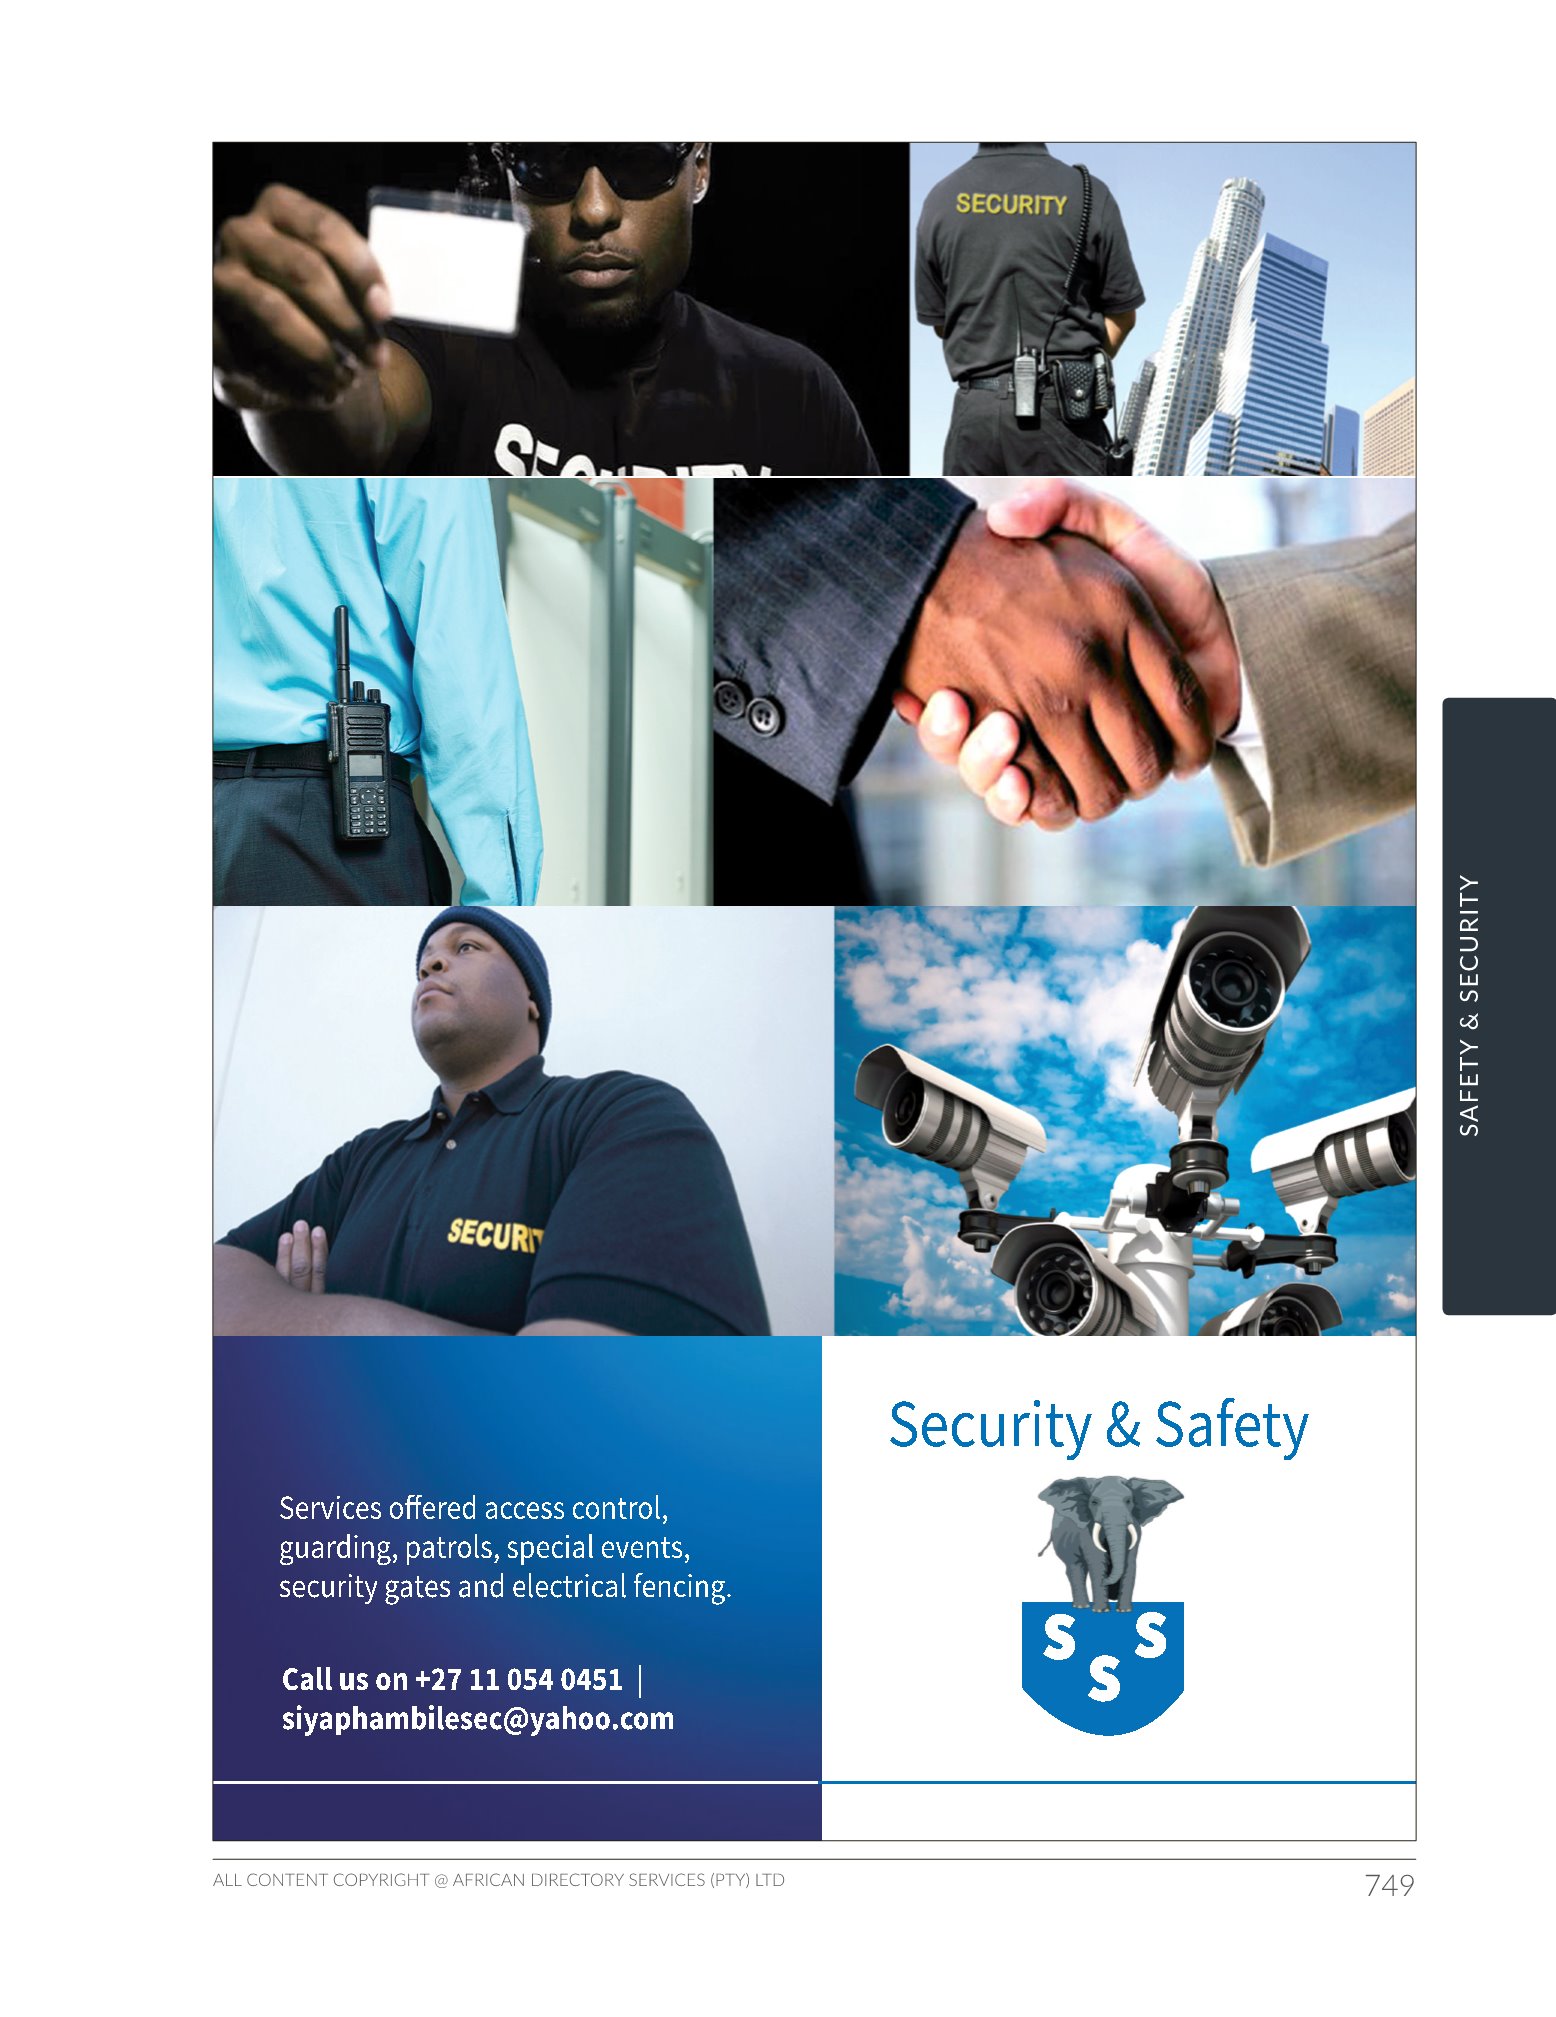 SECURITY
SECURITY
SECURIT
SAFETY & SECURITY
Security & Safety
Services offered access control,
guarding, patrols, special events,
security gates and electrical fencing.
Call us on +27 11 054 0451 |
siyaphambilesec@yahoo.com
S S
S
ALL CONTENT COPYRIGHT @ AFRICAN DIRECTORY SERVICES (PTY) LTD
749